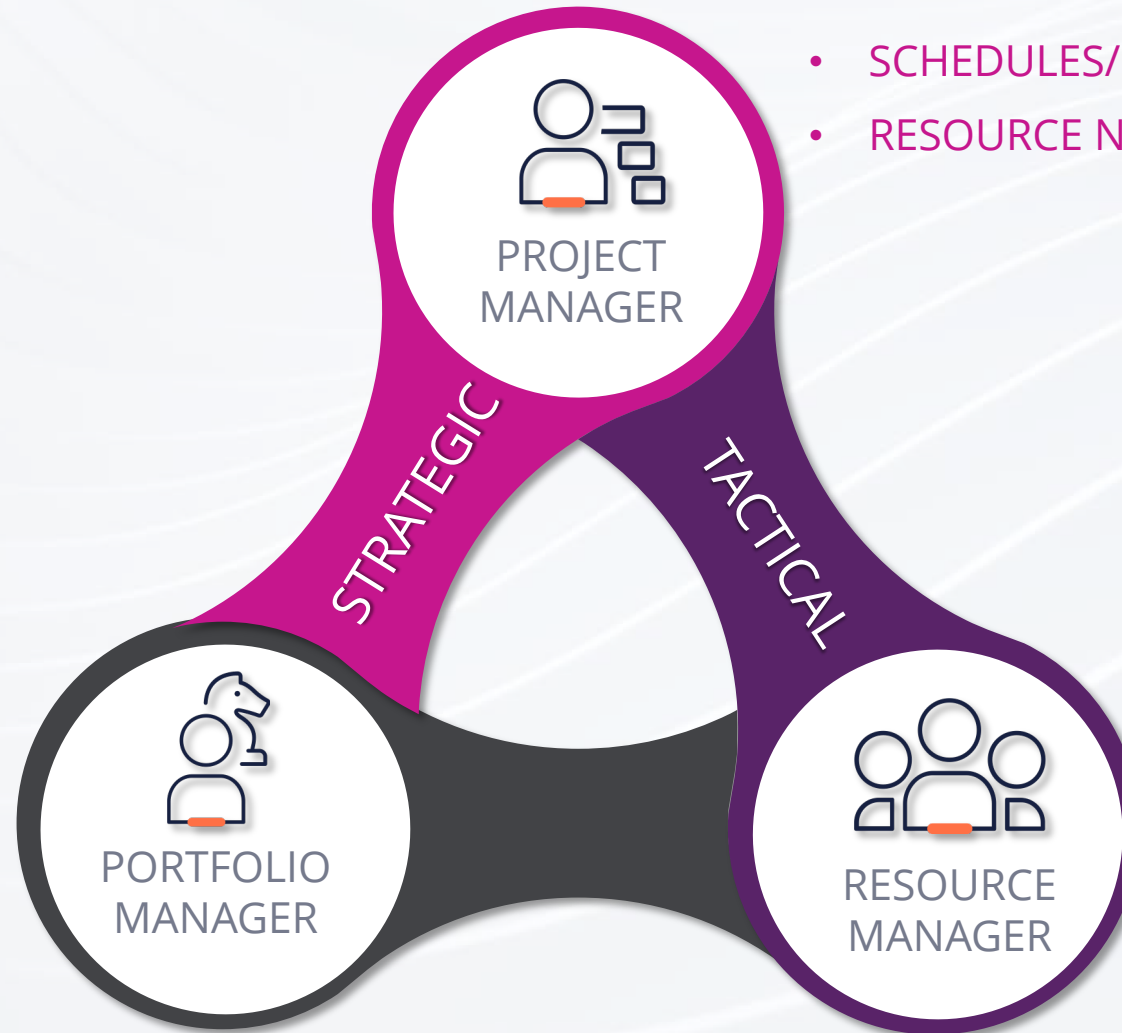 • SCHEDULES/
• RESOURCE N
PROJECT
MANAGER
STRATEGIC
TACTICAL
PORTFOLIO
MANAGER
RESOURCE
MANAGER